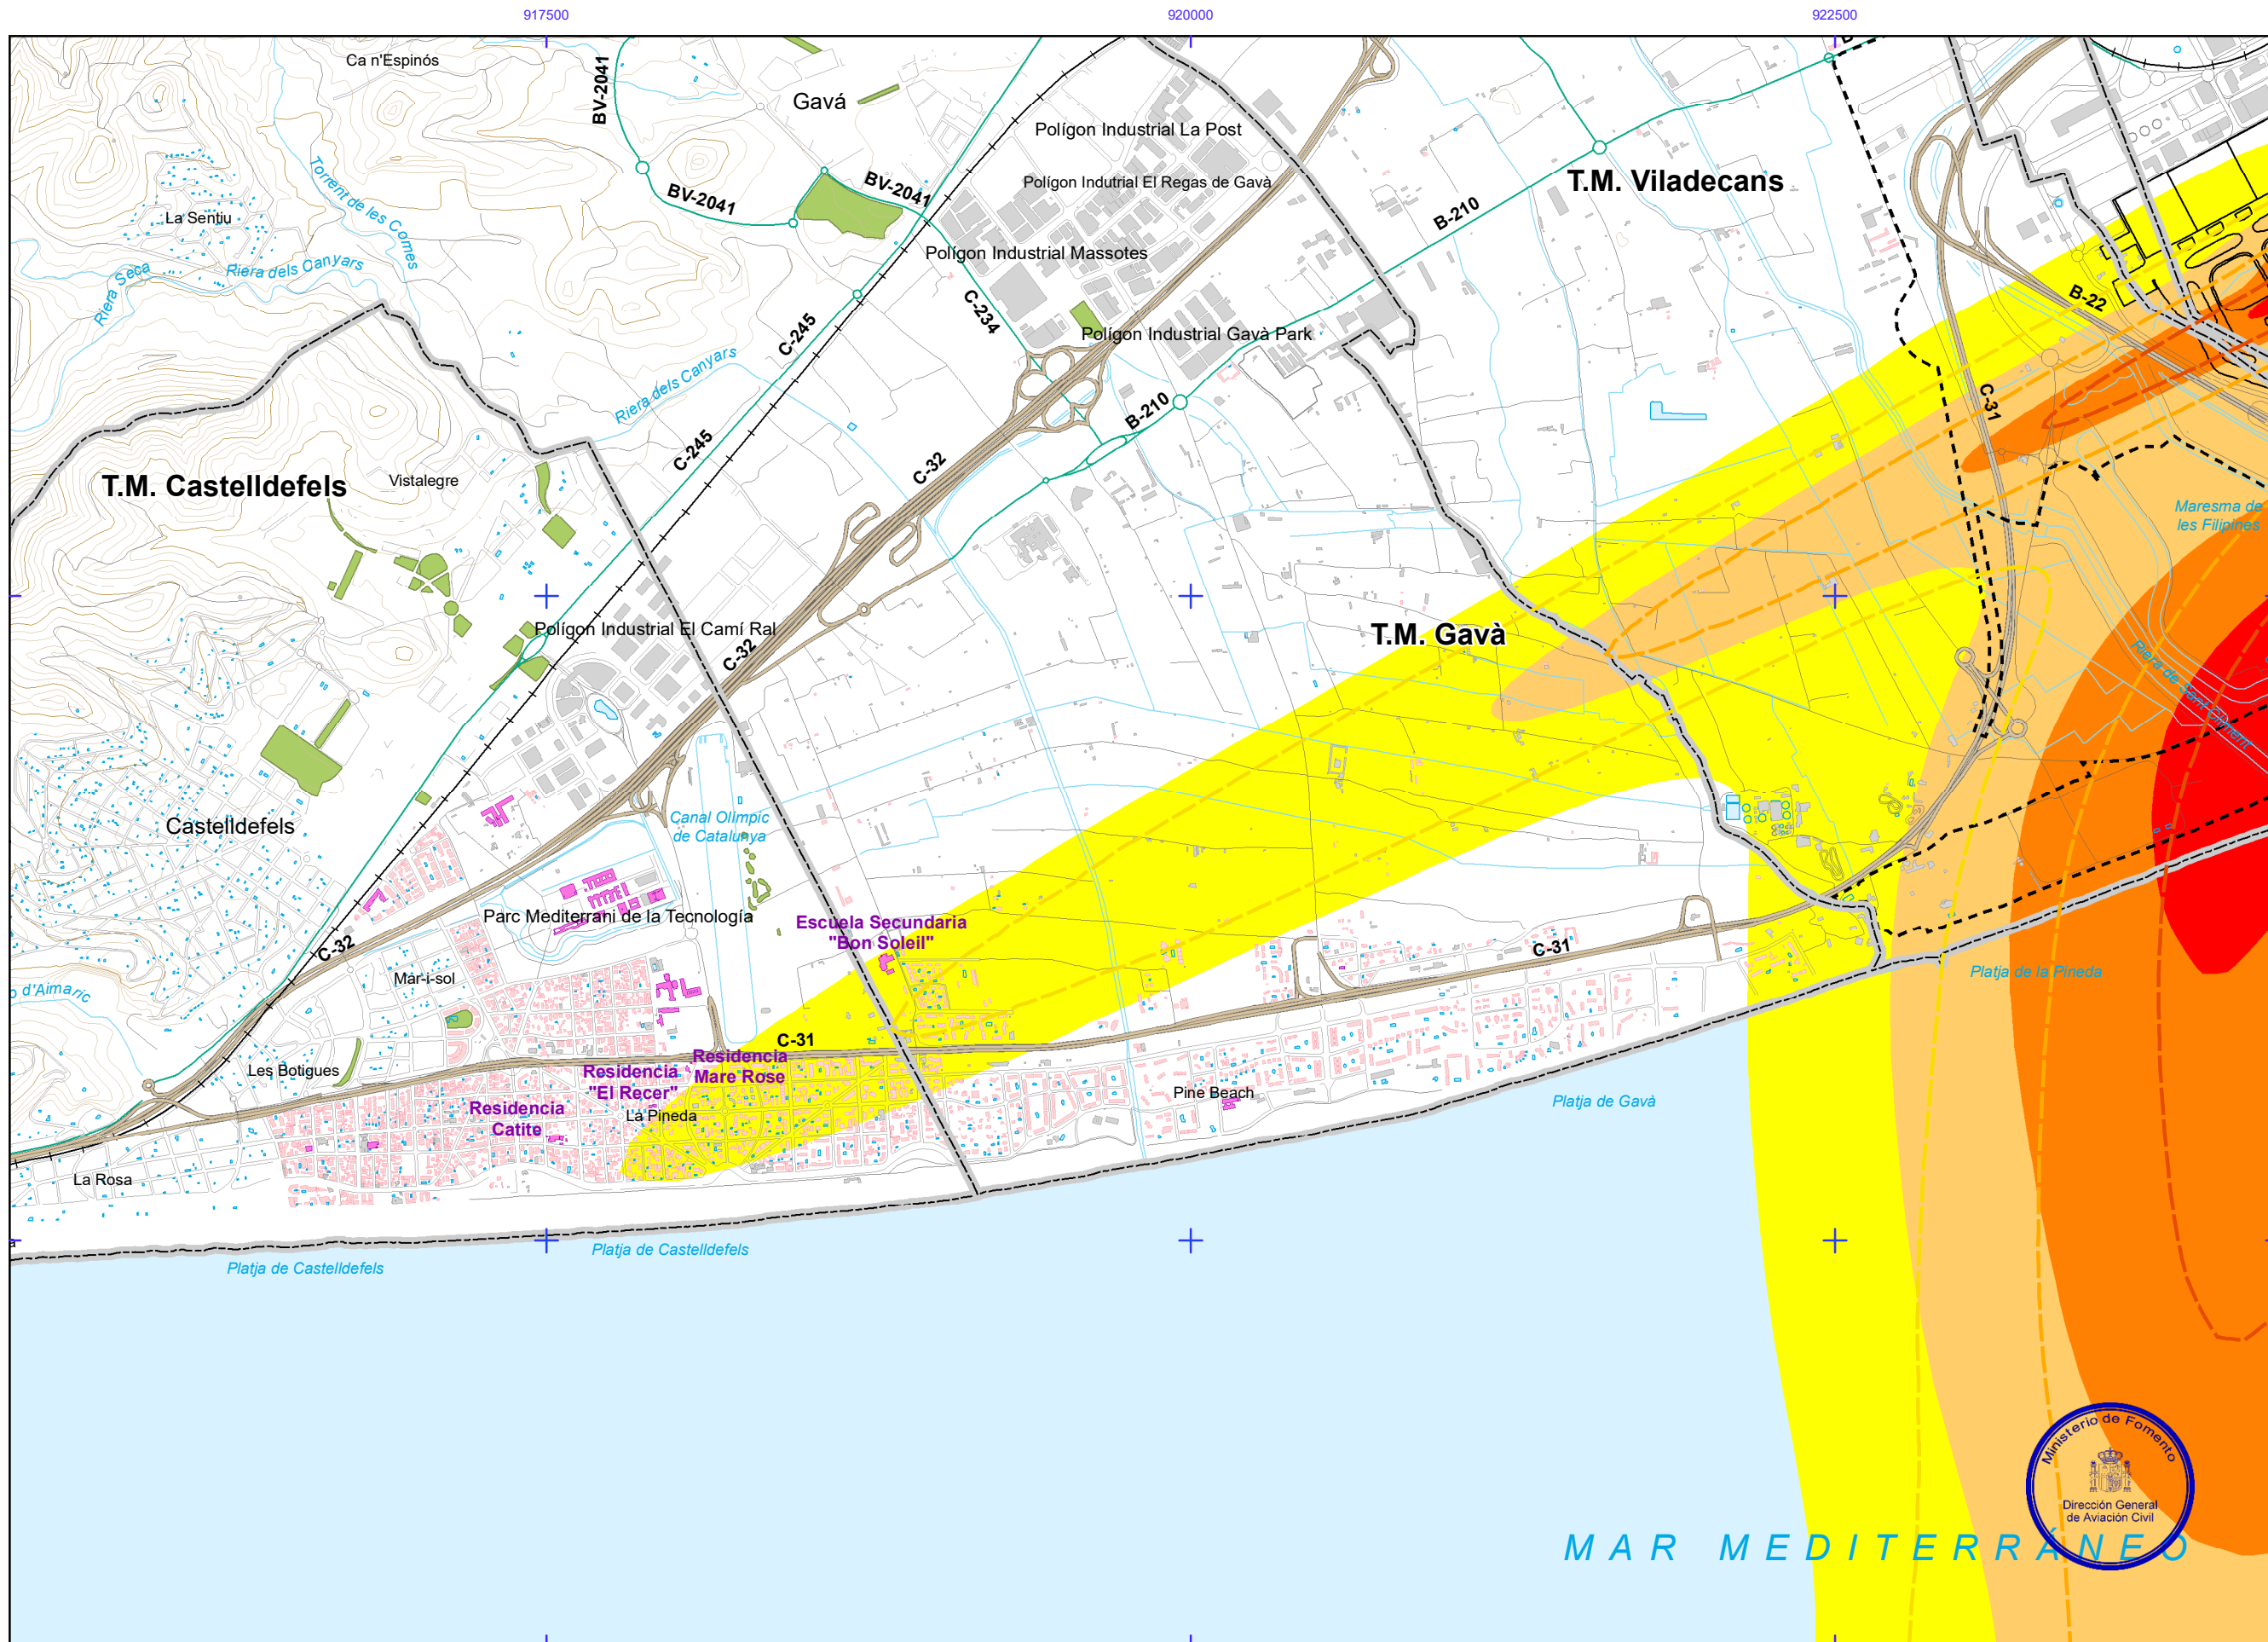 917500
920000
922500
Ca n'Espinós
BV-2041
Gavá
Polígon Industrial La Post
Polígon Indutrial El Regas de Gavà
T.M. Viladecans
Torrent de les Comes
BV-2041
BV-2041
B-210
La Sentiu
Polígon Industrial Massotes
Riera Seca
Riera dels Canyars
B-22
C-234
C-245
Polígon Industrial Gavà Park
Riera dels Canyars
C-31
B-210
C-245
C-32
T.M. Castelldefels
Vistalegre
Maresma de
les Filipines
Polígon Industrial El Camí Ral
C-32
T.M. Gavà
Riera de Sant Climent
Canal Olímpic
de Catalunya
Castelldefels
Parc Mediterrani de la Tecnología
Escuela Secundaria
"Bon Soleil"
C-32
C-31
Mar-i-sol
Platja de la Pineda
o d'Aimaric
C-31
Residencia
Mare Rose
Les Botigues
Residencia
"El Recer"
Pine Beach
Platja de Gavà
Residencia
Catite
La Pineda
La Rosa
a
Platja de Castelldefels
Platja de Castelldefels
Ministerio de Fomento
Dirección General
de Aviación Civil
MAR MEDITERRÁNEO